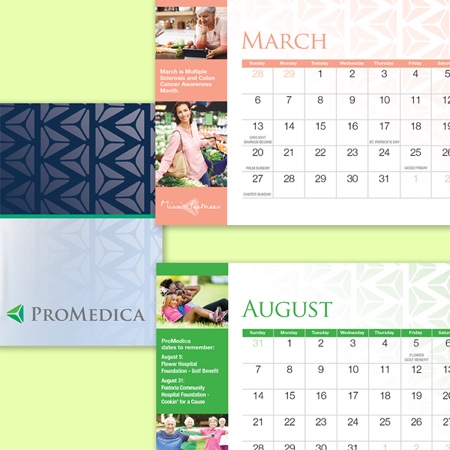 MARCH
Sunday Monday Tuesday Wednesday Thursday Friday
28 29 1 2 3 4 5
March is Multiple
Sclerosis and Colon
Cancer Awareness
Month.
6 7 8 9 10 11 12
13 14 15 16 17 18 19
DAYLIGHT
SAVINGS BEGINS
ST. PATRICK'S DAY
20 21 22 23 24 25 26
PALM SUNDAY
GOOD FRIDAY
27 28 29 30 31 1 2
EASTER SUNDAY
PROMEDICA
AUGUST
Sunday Monday Tuesday Wednesday Thursday Friday
31 1 2 3 4 5 6
FLOWER
GOLF BENEFIT
ProMedica
dates to remember:
August 5:
Flower Hospital
Foundation - Golf Benefit
August 31:
Fostoria Community
Hospital Foundation -
Cookin' for a Cause
7 8 9 10 11 12 13
14 15 16 17 18 19 20
21 22 23 24 25 26 27
28 29 30 31 1 2 3